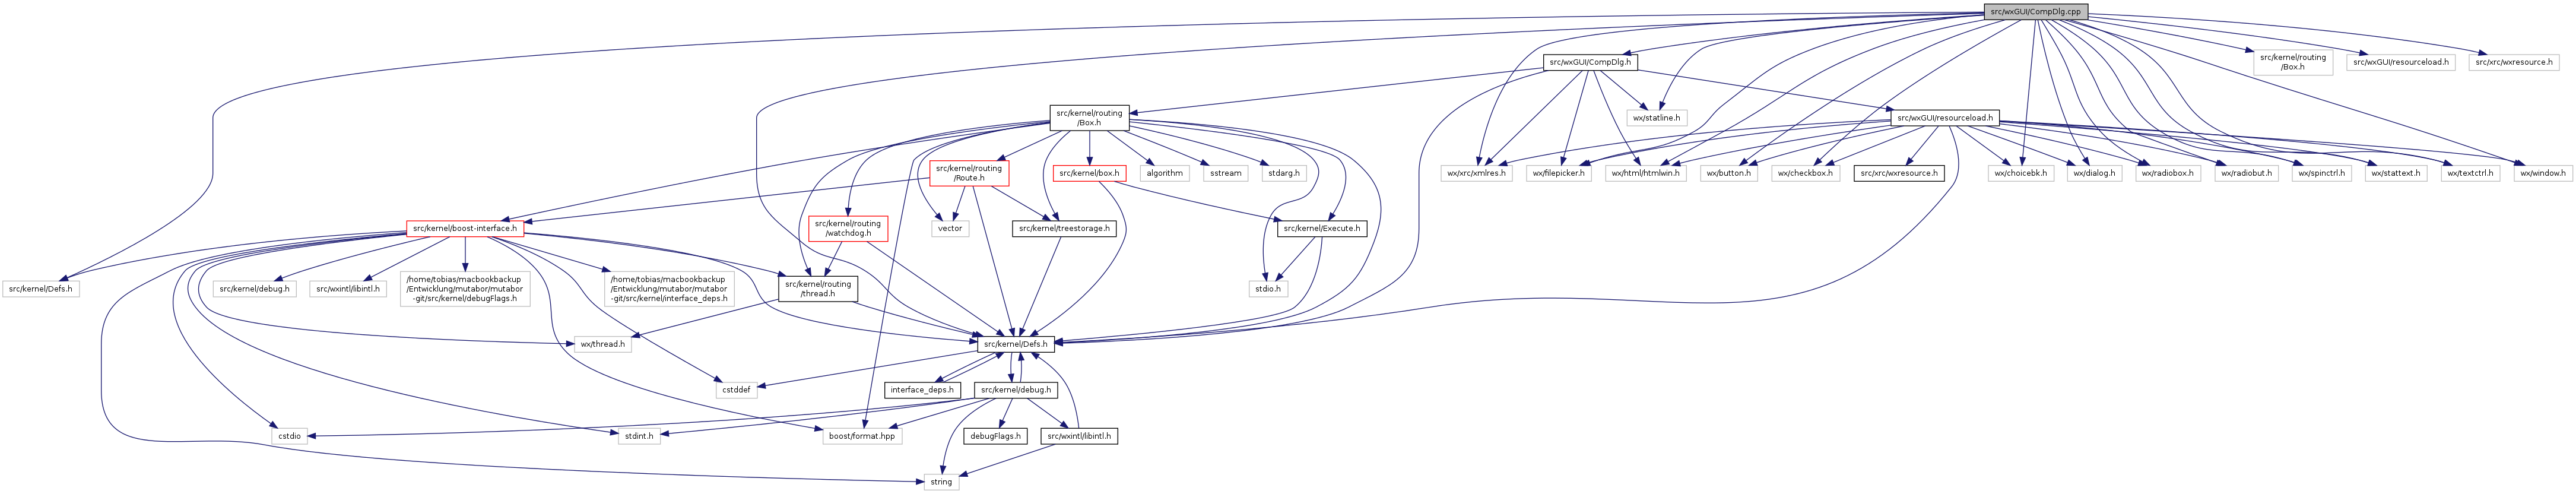 src/wxGUI/CompDlg.cpp
src/wxGUI/CompDlg.h
src/kernel/routing
/Box.h
src/wxGUI/resourceload.h
src/xrc/wxresource.h
src/kernel/routing
/Box.h
wx/statline.h
src/wxGUI/resourceload.h
src/kernel/routing
/Route.h
src/kernel/box.h
algorithm
sstream
stdarg.h
wx/xrc/xmlres.h
wx/filepicker.h
wx/html/htmlwin.h
wx/button.h
wx/checkbox.h
src/xrc/wxresource.h
wx/choicebk.h
wx/dialog.h
wx/radiobox.h
wx/radiobut.h
wx/spinctrl.h
wx/stattext.h
wx/textctrl.h
wx/window.h
src/kernel/boost-interface.h
src/kernel/routing
/watchdog.h
vector
src/kernel/treestorage.h
src/kernel/Execute.h
src/kernel/Defs.h
src/kernel/debug.h
src/wxintl/libintl.h
/home/tobias/macbookbackup
/Entwicklung/mutabor/mutabor
-git/src/kernel/debugFlags.h
/home/tobias/macbookbackup
/Entwicklung/mutabor/mutabor
-git/src/kernel/interface_deps.h
src/kernel/routing
/thread.h
stdio.h
wx/thread.h
src/kernel/Defs.h
cstddef
interface_deps.h
src/kernel/debug.h
cstdio
stdint.h
boost/format.hpp
debugFlags.h
src/wxintl/libintl.h
string